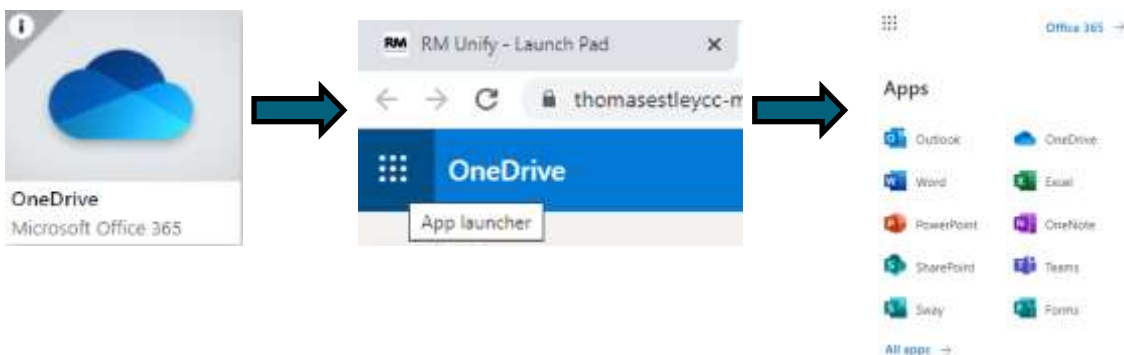 OneDrive
Microsoft Office 365
RM RM Unify - Launch Pad
thomasestleycc-m
OneDrive
App launcher
Office 365 →
Apps
Outlook OneDrive
Word Excel
PowerPoint OneNote
SharePoint Teams
Sway Forms
All apps →